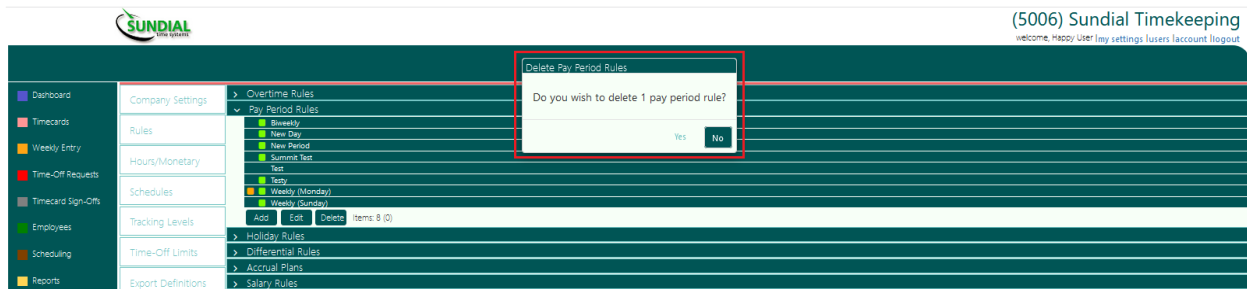 SUNDIAL
time systems
(5006) Sundial Timekeeping
welcome, Happy User |my settings |users |account |logout
Delete Pay Period Rules
Do you wish to delete 1 pay period rule?
Yes No
Dashboard
Timecards
Weekly Entry
Time-Off Requests
Timecard Sign-Offs
Employees
Scheduling
Reports
Company Settings
Rules
Hours/Monetary
Schedules
Tracking Levels
Time-Off Limits
Export Definitions
Overtime Rules
Pay Period Rules
Biweekly
New Day
New Period
Summit Test
Test
Testy
Weekly (Monday)
Weekly (Sunday)
Add Edit Delete Items: 8 (0)
Holiday Rules
Differential Rules
Accrual Plans
Salary Rules